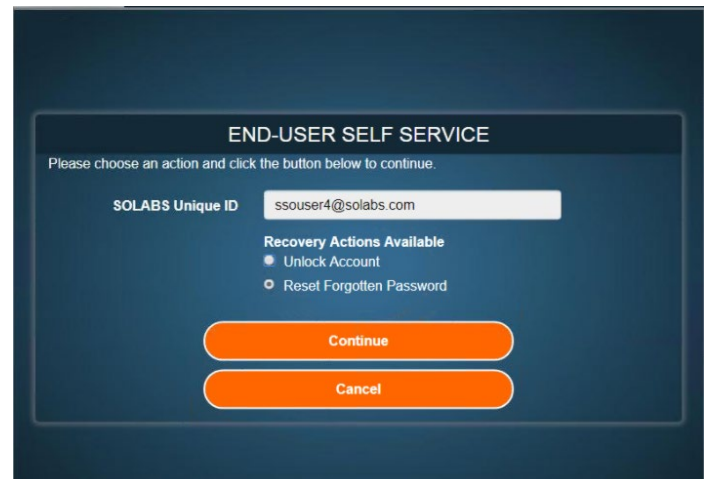 END-USER SELF SERVICE
Please choose an action and click the button below to continue.
SOLABS Unique ID ssouser4@solabs.com
Recovery Actions Available
Unlock Account
Reset Forgotten Password
Continue
Cancel